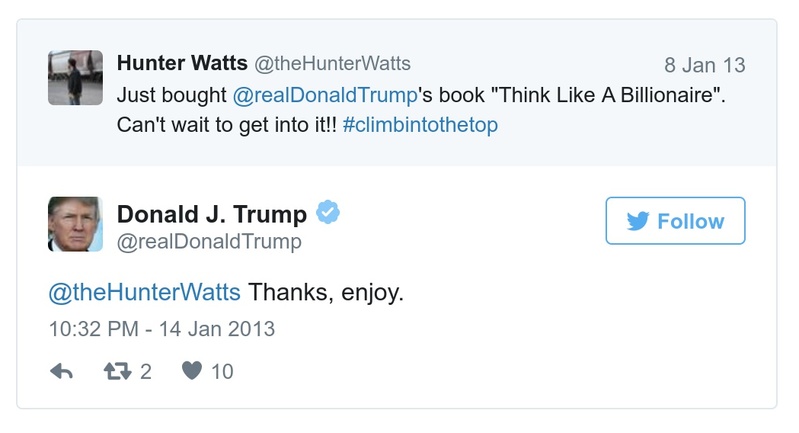 Hunter Watts @theHunterWatts 8 Jan 13
Just bought @realDonaldTrump's book "Think Like A Billionaire".
Can't wait to get into it!! #climbintothetop
Donald J. Trump
@realDonaldTrump
Follow
@theHunterWatts Thanks, enjoy.
10:32 PM - 14 Jan 2013
2 10